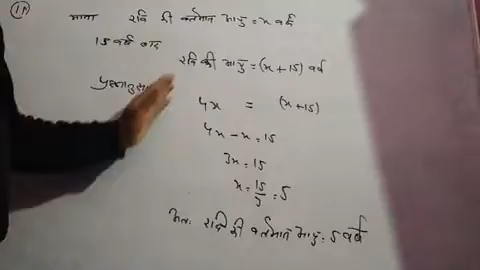 (11)
माना रवि की वर्तमान आयु = x वर्ष
15 वर्ष बाद
रवि की आयु = (x + 15) वर्ष
प्रश्नानुसा
4x = (x + 15)
4x - x = 15
3x = 15
x = 15/3 = 5
अतः रवि की वर्तमान आयु = 5 वर्ष